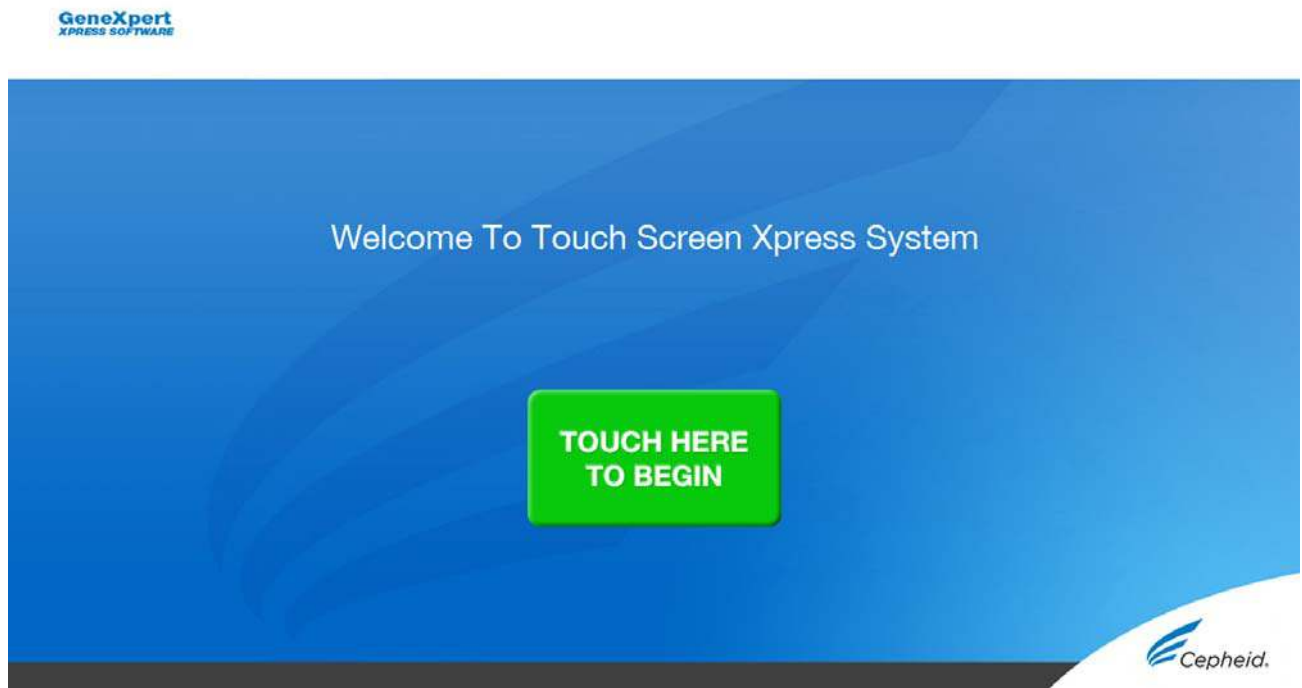 GeneXpert
XPRESS SOFTWARE
Welcome To Touch Screen Xpress System
TOUCH HERE
TO BEGIN
Cepheid.